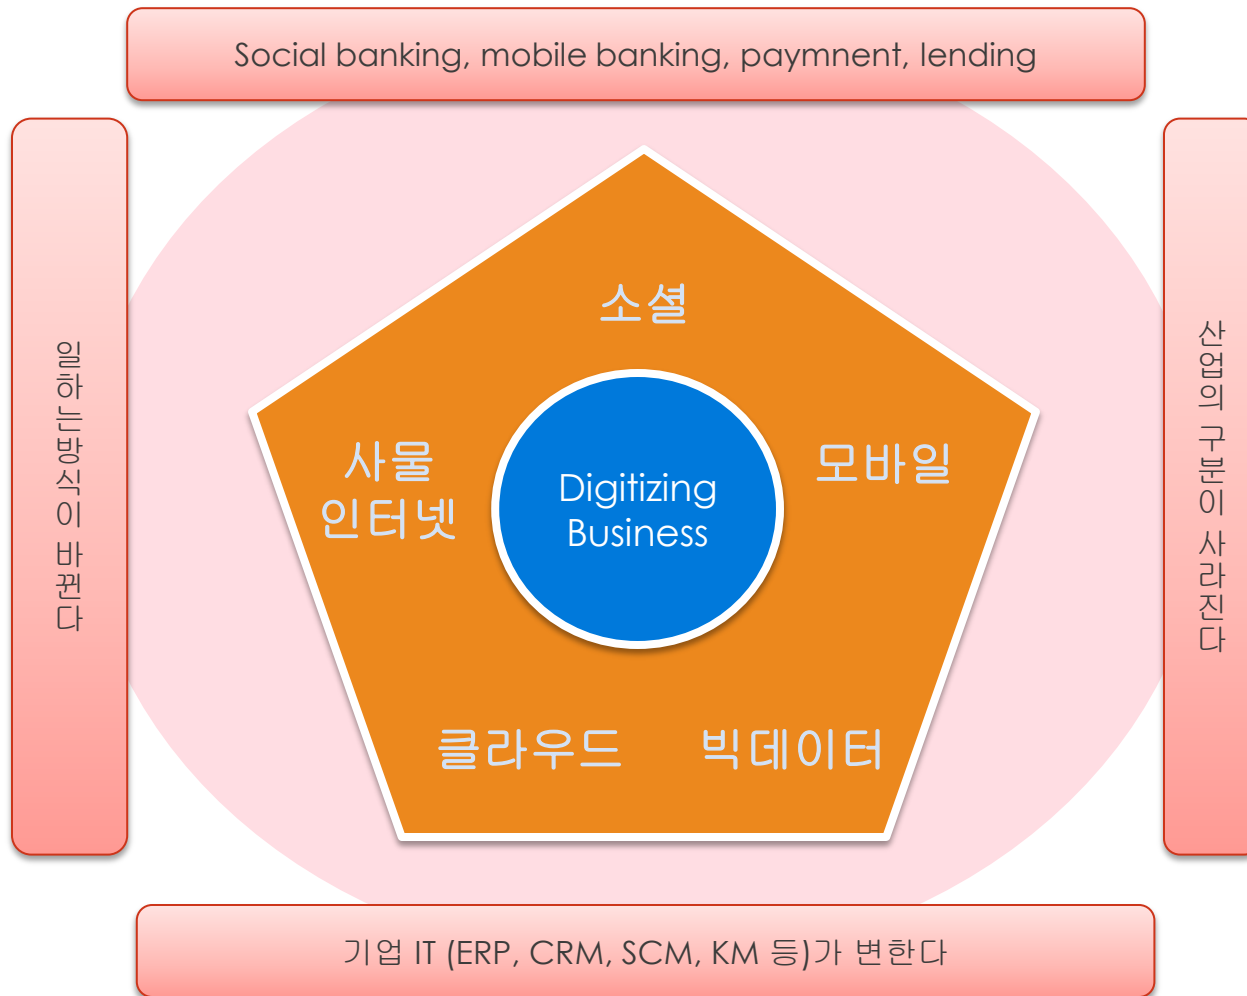 Social banking, mobile banking, paymnent, lending
일하는방식이 바뀐다
산업의 구분이 사라진다
소셜
사물
인터넷
모바일
Digitizing
Business
클라우드
빅데이터
기업 IT (ERP, CRM, SCM, KM 등)가 변한다